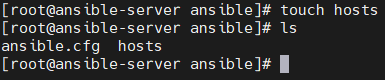 [root@ansible-server ansible]# touch hosts
[root@ansible-server ansible]# ls
ansible.cfg  hosts
[root@ansible-server ansible]#